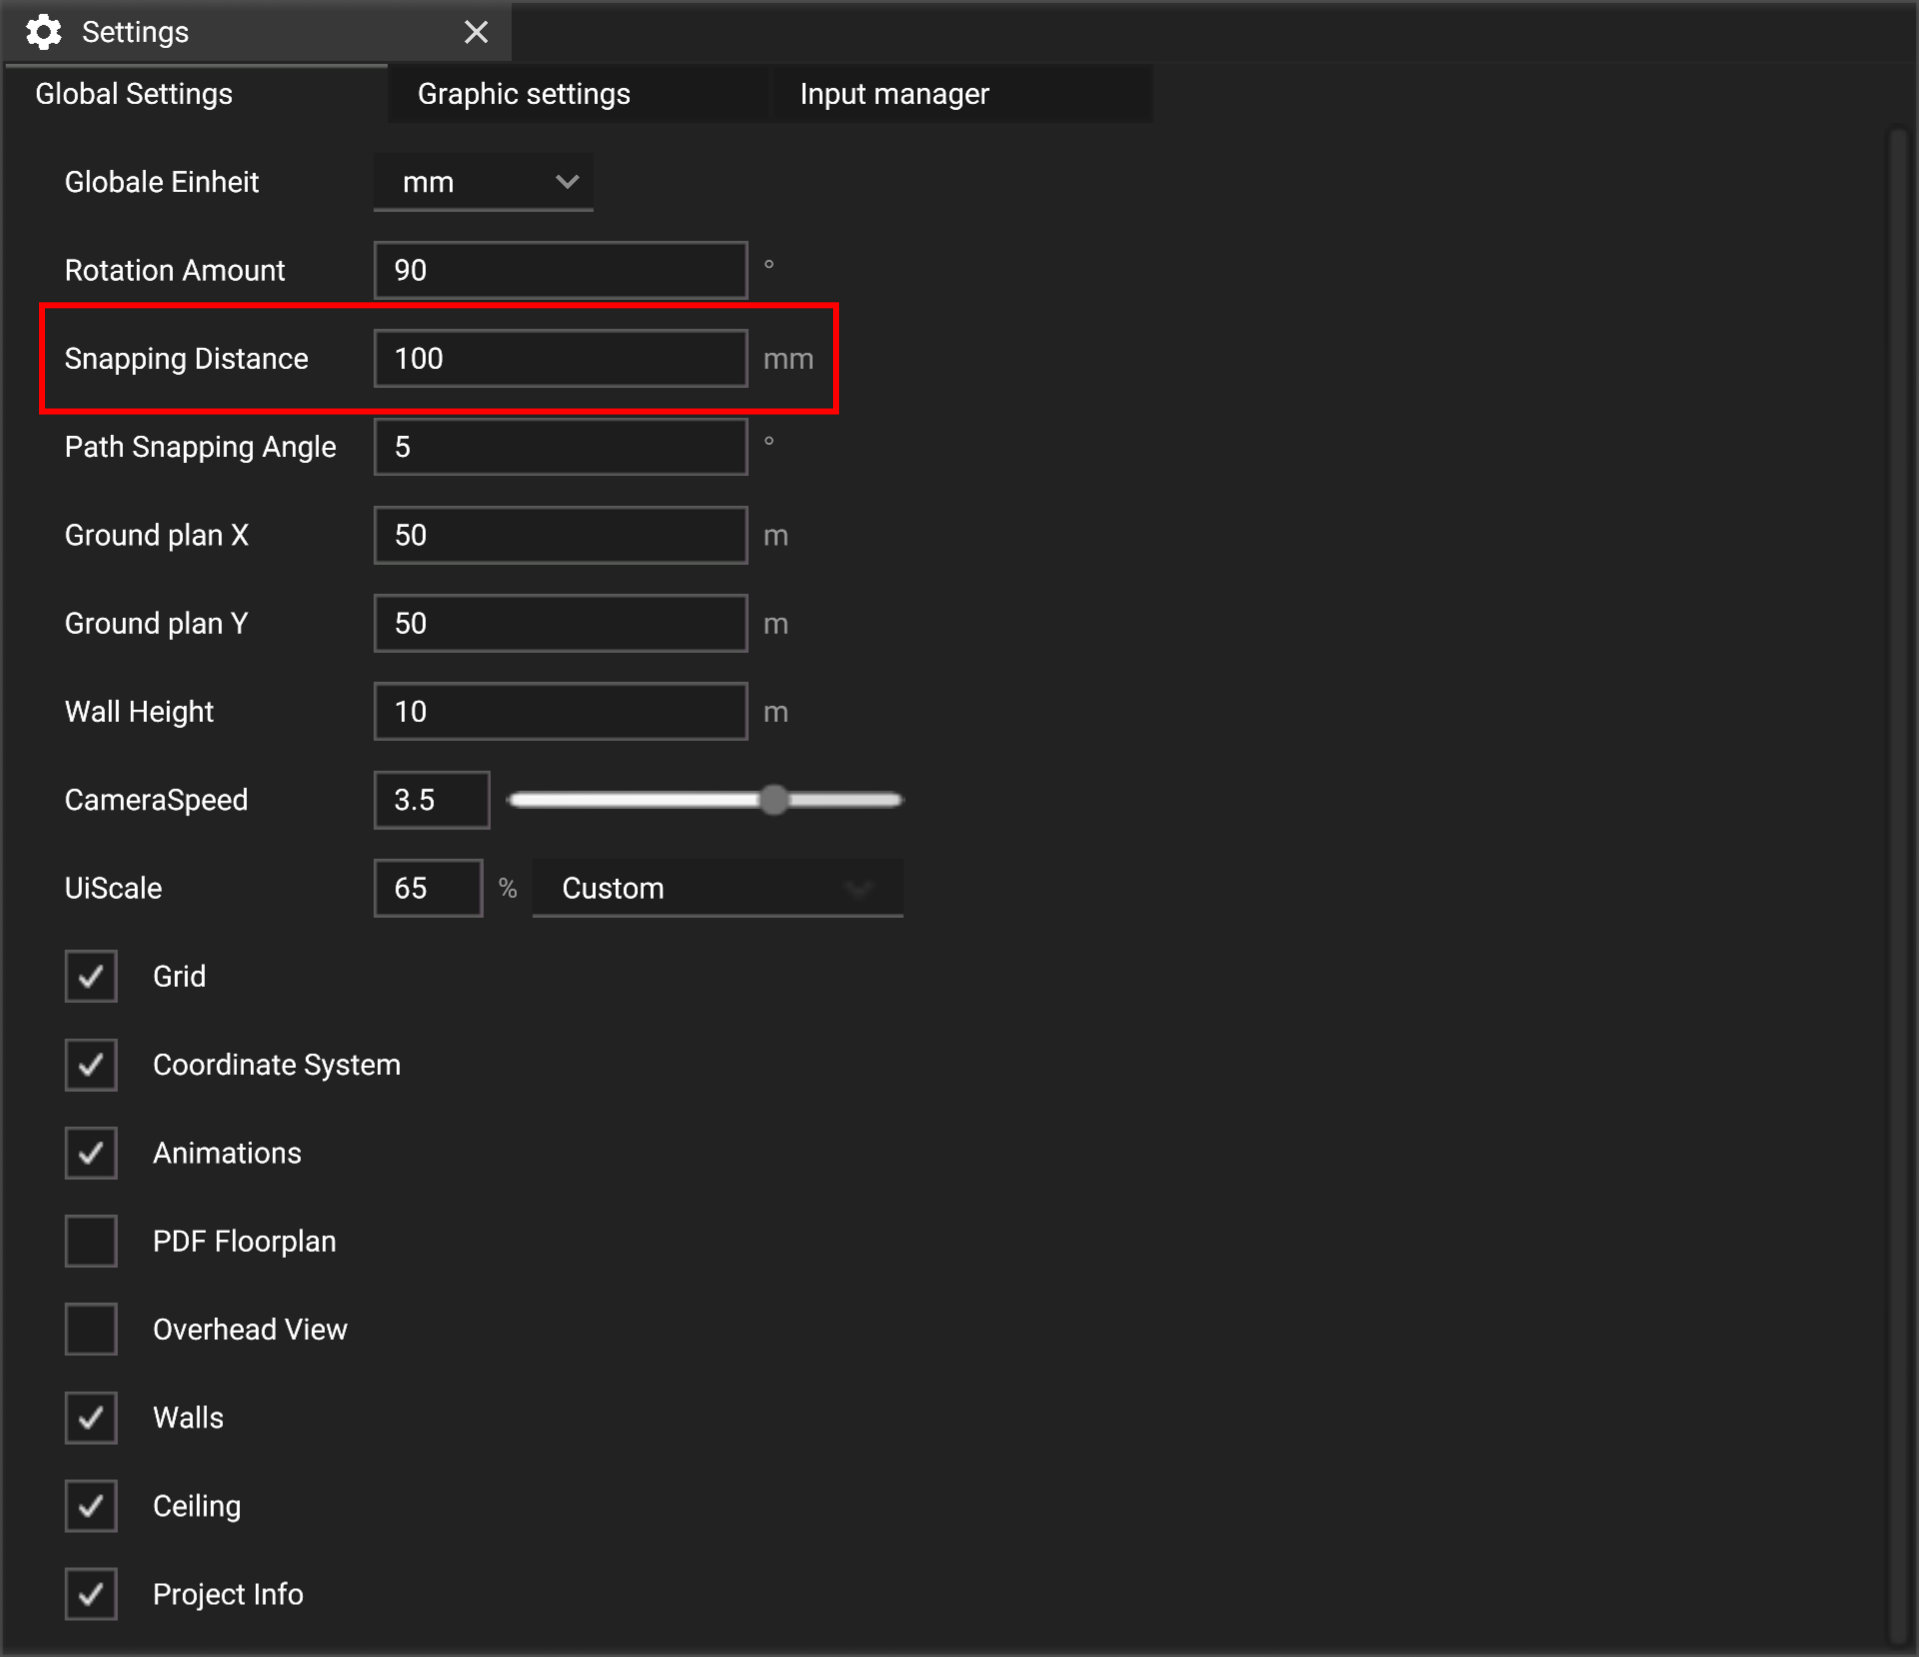 Settings
Global Settings Graphic settings Input manager
Globale Einheit mm
Rotation Amount 90 °
Snapping Distance 100 mm
Path Snapping Angle 5 °
Ground plan X 50 m
Ground plan Y 50 m
Wall Height 10 m
CameraSpeed 3.5
UiScale 65 % Custom
Grid
Coordinate System
Animations
PDF Floorplan
Overhead View
Walls
Ceiling
Project Info